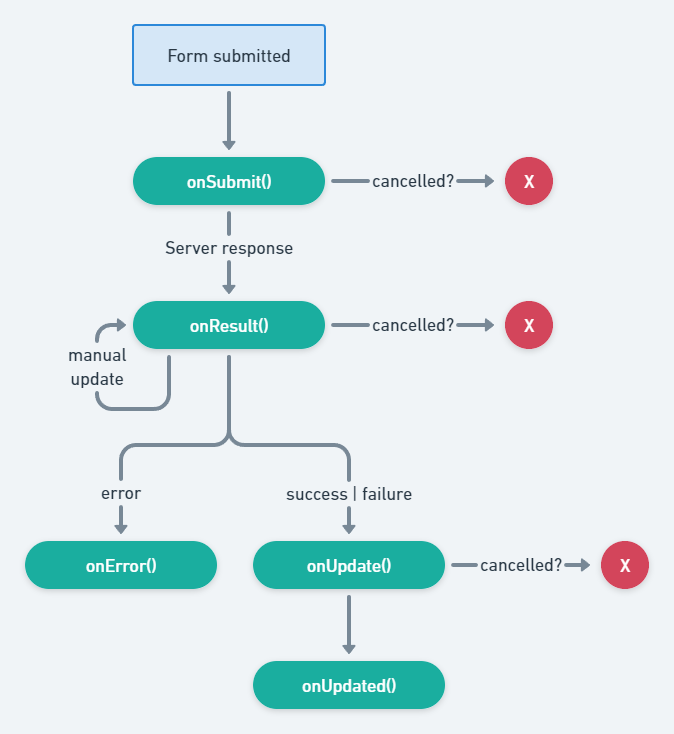 Form submitted
onSubmit()
cancelled?
X
Server response
onResult()
cancelled?
X
manual
update
error
success | failure
onError()
onUpdate()
cancelled?
X
onUpdated()